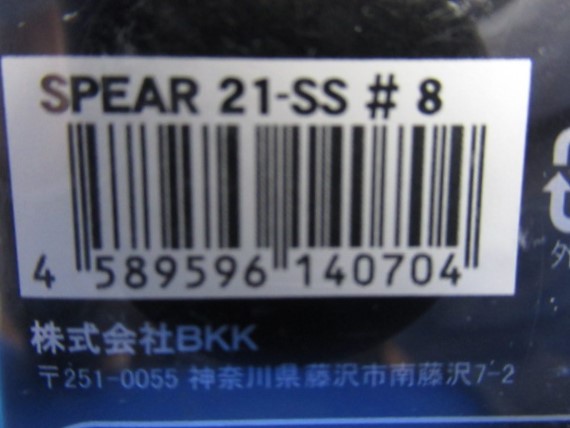 SPEAR 21-SS # 8
4 589596 140704
株式会社BKK
〒251-0055 神奈川県藤沢市南藤沢7-2
外